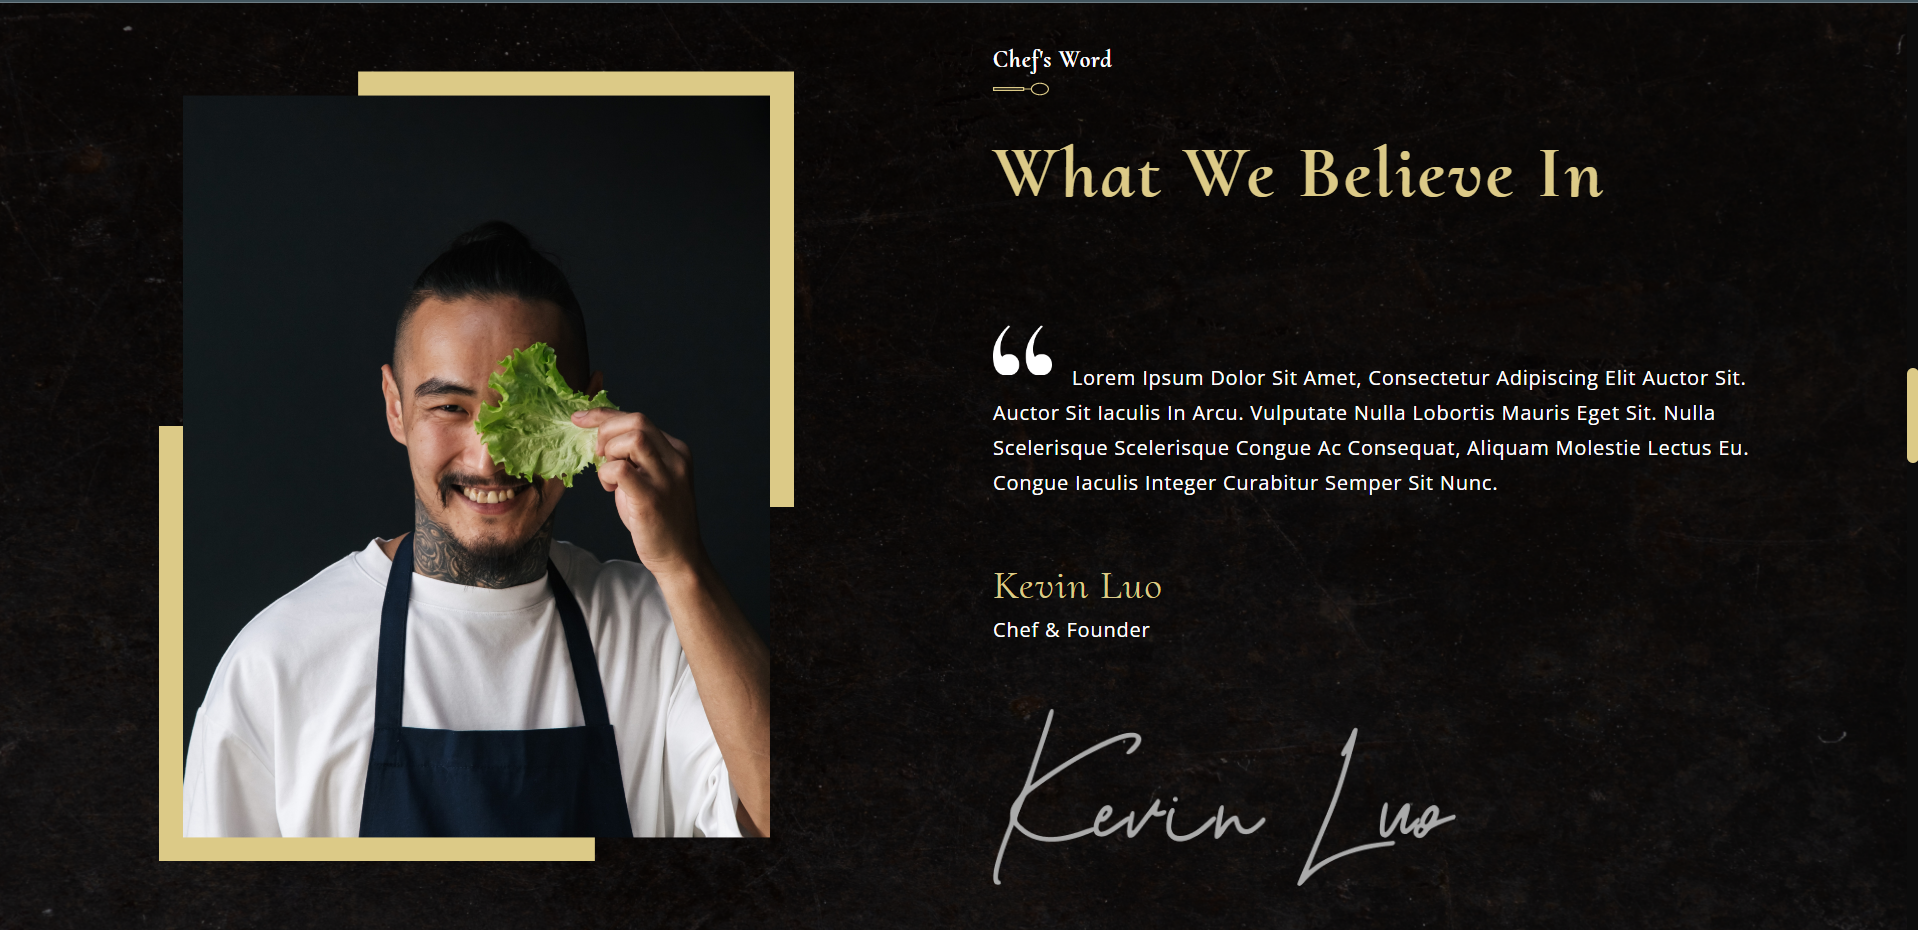 Chef's Word
What We Believe In
“ Lorem Ipsum Dolor Sit Amet, Consectetur Adipiscing Elit Auctor Sit.
Auctor Sit Iaculis In Arcu. Vulputate Nulla Lobortis Mauris Eget Sit. Nulla
Scelerisque Scelerisque Congue Ac Consequat, Aliquam Molestie Lectus Eu.
Congue Iaculis Integer Curabitur Semper Sit Nunc.
Kevin Luo
Chef & Founder
Kevin Luo